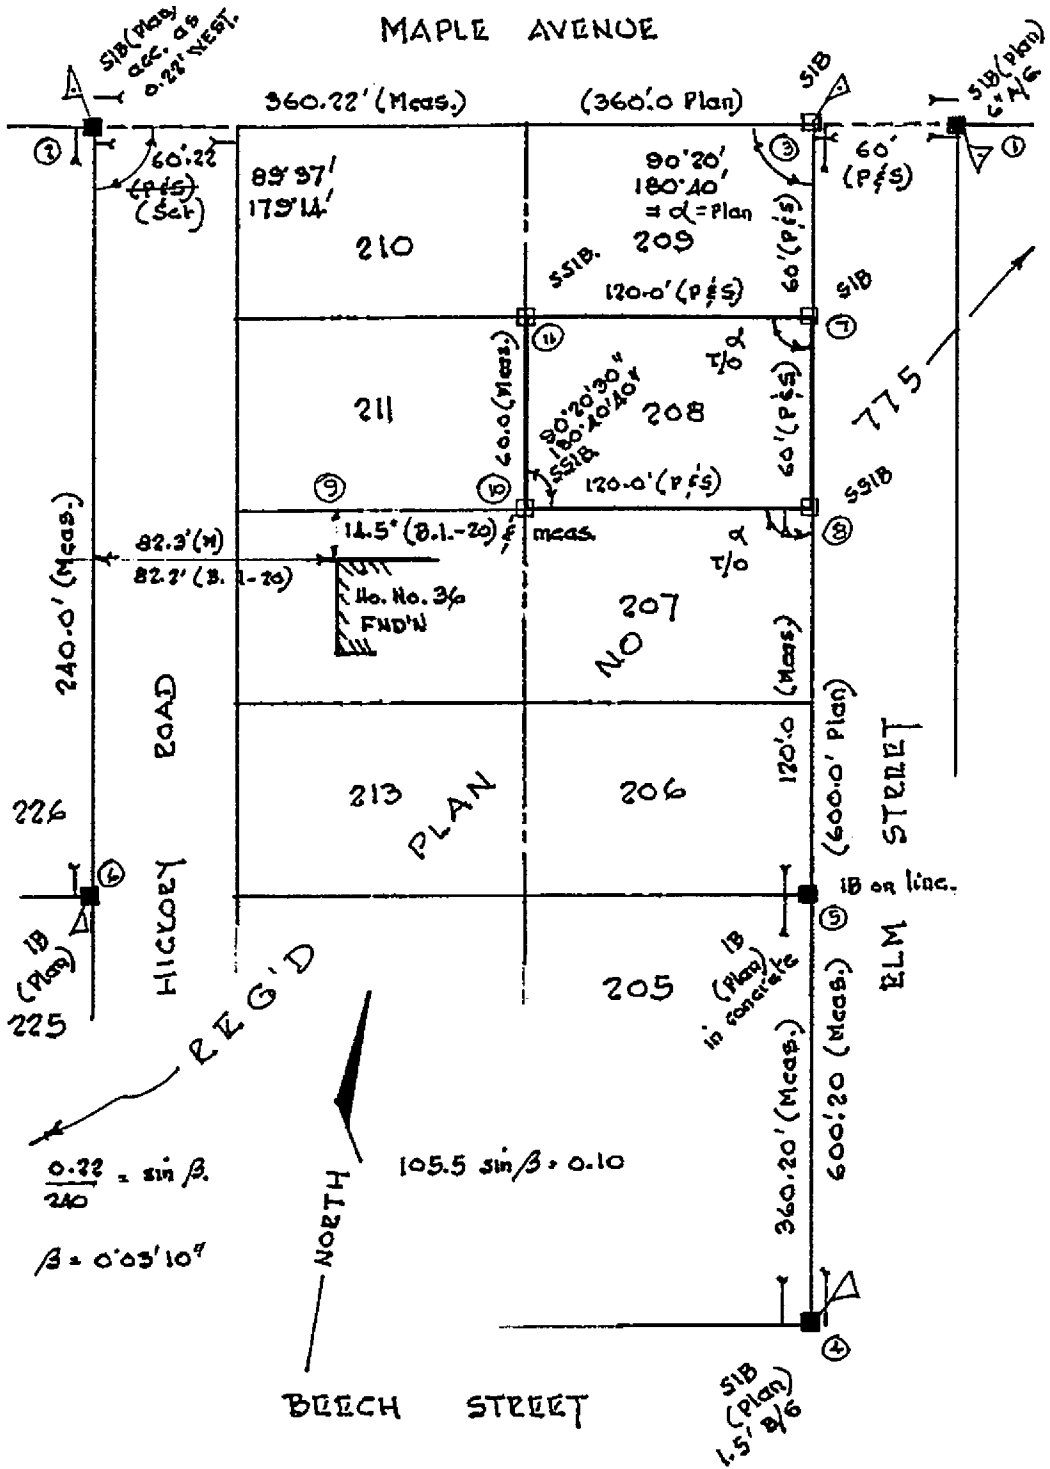 MAPLE AVENUE
SIB (Plan)
acc. as
0.22' WEST.
SIB
SIB (Plan)
6" A/G
360.22' (Meas.)
(360'.0 Plan)
2
60'.22
(P&S)
(Set)
89°37'
179°14'
90°20'
180°40'
= α = Plan
3
60'
(P&S)
1
210
209
60' (P&S)
SSIB.
120.0' (P&S)
SIB
11
7
T/O α
60.0 (Meas.)
211
90°20'30"
180°40'40"
SSIB
208
60' (P&S)
775
9
10
120.0' (P&S)
SSIB
8
14.5' (B.1.-20) & meas.
T/O α
240.0' (Meas.)
82.3' (M)
82.2' (B.1-20)
Ho. No. 36
FND'N
207
NO
120'.0 (Meas)
(600.0' Plan)
HICKORY ROAD
213
PLAN
206
ELM STREET
226
6
IB
(Plan)
225
IB on line.
5
IB
(Plan)
in concrete
205
REG'D
360.20' (Meas.)
600'.20 (Meas.)
0.22
240
= sin β.
105.5 sin β = 0.10
β = 0°03'10"
NORTH
4
SIB
(Plan)
1.5' B/G
BEECH STREET